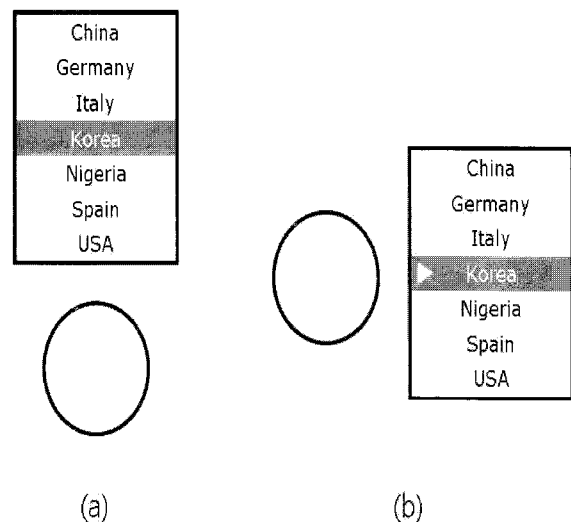 China
Germany
Italy
Korea
Nigeria
Spain
USA
China
Germany
Italy
Korea
Nigeria
Spain
USA
(a)
(b)